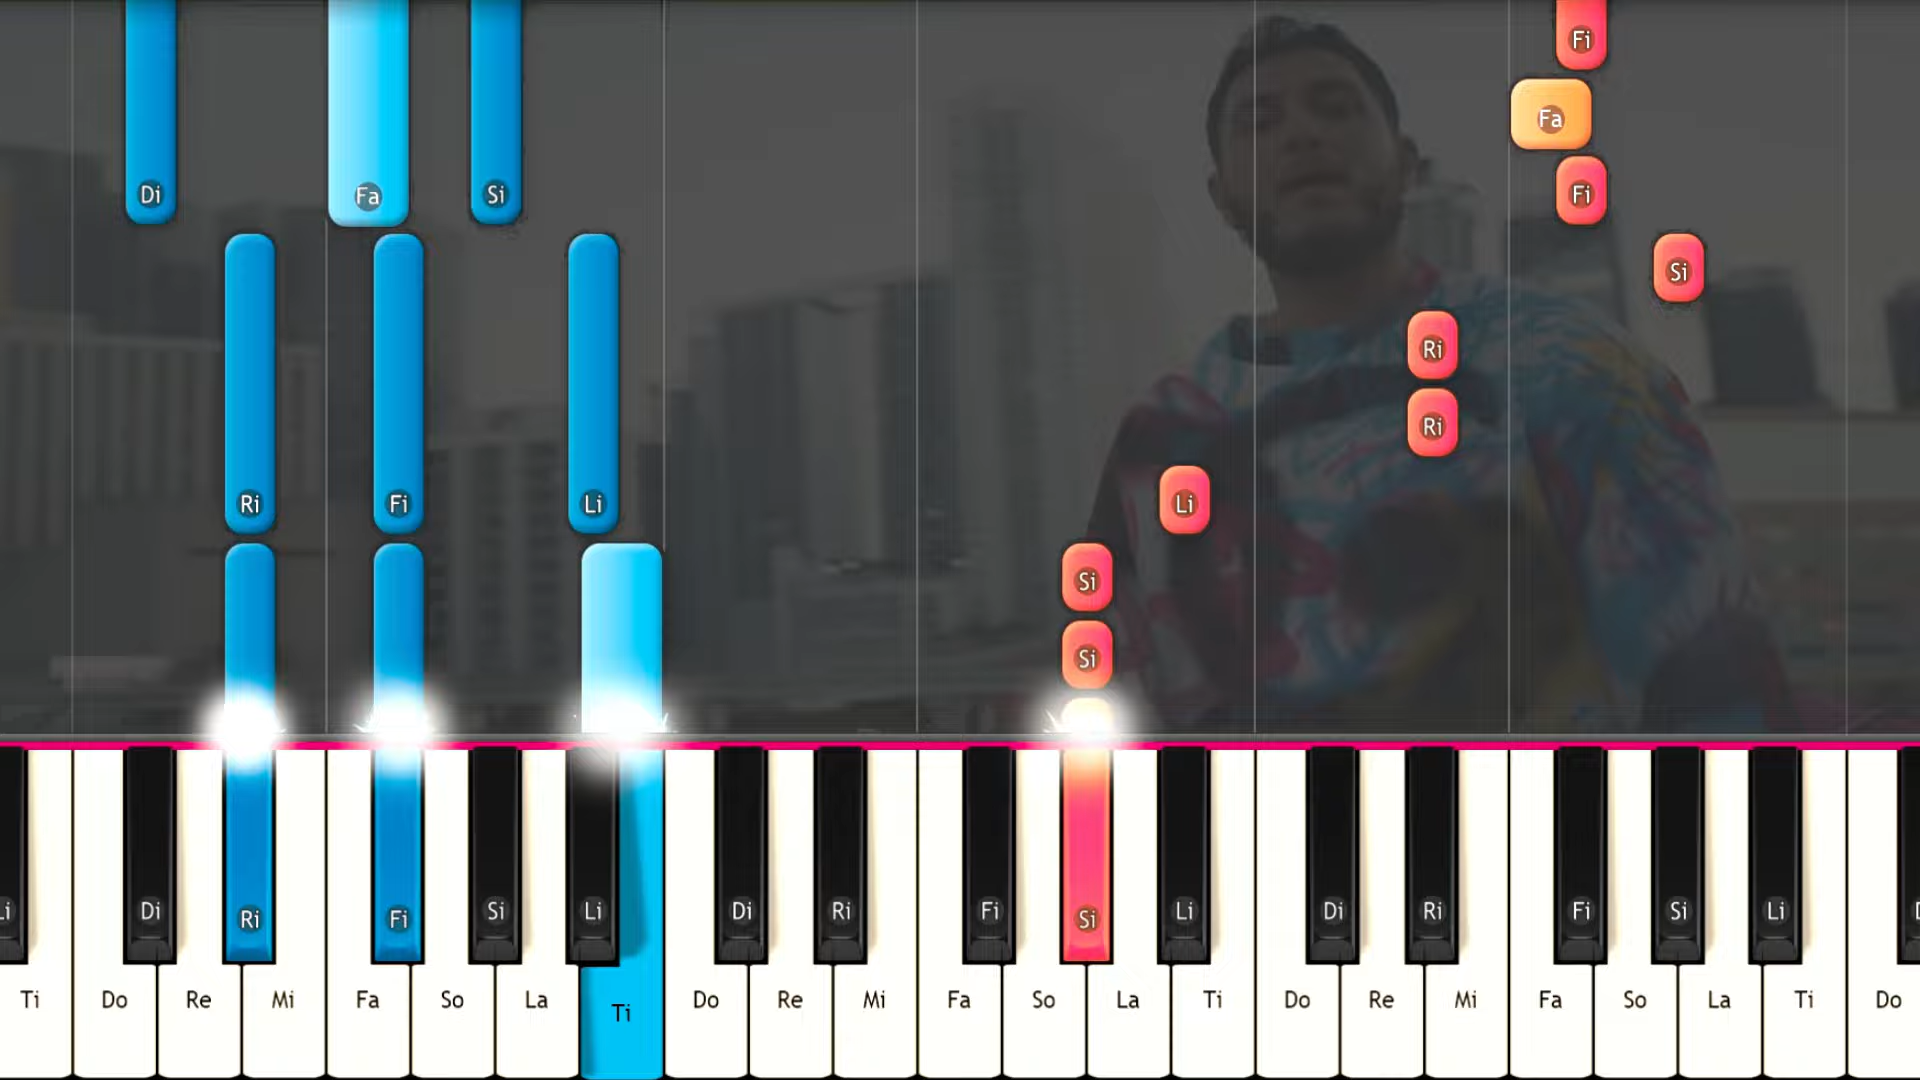 Fi
Fa
Di Fa Si Fi
Si
Ri
Ri
Ri Fi Li Li
Si
Si
Di Ri Fi Si Li Di Ri Fi Si Li Di Ri Fi Si Li
Ti Do Re Mi Fa So La Ti Do Re Mi Fa So La Ti Do Re Mi Fa So La Ti Do